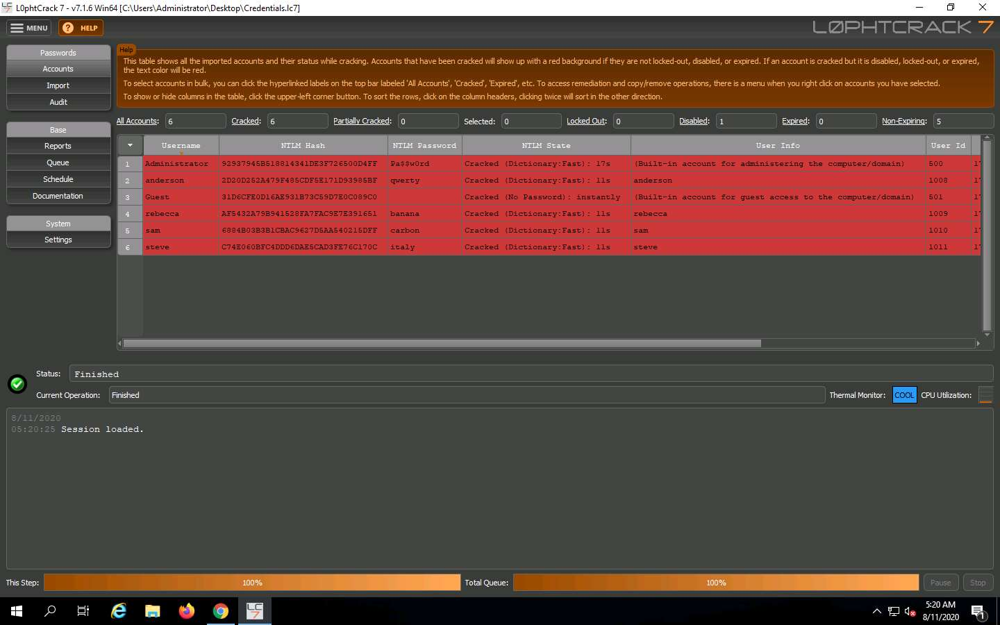 L0phtCrack 7 - v7.1.6 Win64 [C:\Users\Administrator\Desktop\Credentials.lc7]
MENU
HELP
L0PHTCRACK 7
Passwords
Accounts
Import
Audit
Base
Reports
Queue
Schedule
Documentation
System
Settings
Help
This table shows all the imported accounts and their status while cracking. Accounts that have been cracked will show up with a red background if they are not locked-out, disabled, or expired. If an account is cracked but it is disabled, locked-out, or expired,
the text color will be red.
To select accounts in bulk, you can click the hyperlinked labels on the top bar labeled 'All Accounts', 'Cracked', 'Expired', etc. To access remediation and copy/remove operations, there is a menu when you right click on accounts you have selected.
To show or hide columns in the table, click the upper-left corner button. To sort the rows, click on the column headers, clicking twice will sort in the other direction.
All Accounts: 6 Cracked: 6 Partially Cracked: 0 Selected: 0 Locked Out: 0 Disabled: 1 Expired: 0 Non-Expiring: 5
Username NTLM Hash NTLM Password NTLM State User Info User Id
1 Administrator 92937945B518814341DE3F726500D4FF Pa$$w0rd Cracked (Dictionary:Fast): 17s (Built-in account for administering the computer/domain) 500 17
2 anderson 2D20D252A479F485CDF5E171D93985BF qwerty Cracked (Dictionary:Fast): 11s anderson 1008 17
3 Guest 31D6CFE0D16AE931B73C59D7E0C089C0 Cracked (No Password): instantly (Built-in account for guest access to the computer/domain) 501 17
4 rebecca AF5432A79B941528FA7FAC9E7E391651 banana Cracked (Dictionary:Fast): 11s rebecca 1009 17
5 sam 6884B03B3B1CBAC9627D5AA540215DFF carbon Cracked (Dictionary:Fast): 11s sam 1010 17
6 steve C74E060BFC4DDD6DAE5CAD3FE76C170C italy Cracked (Dictionary:Fast): 11s steve 1011 17
Status: Finished
Current Operation: Finished
Thermal Monitor: COOL CPU Utilization:
8/11/2020
05:20:25 Session loaded.
This Step: 100% Total Queue: 100% Pause Stop
LC7
5:20 AM
8/11/2020
1